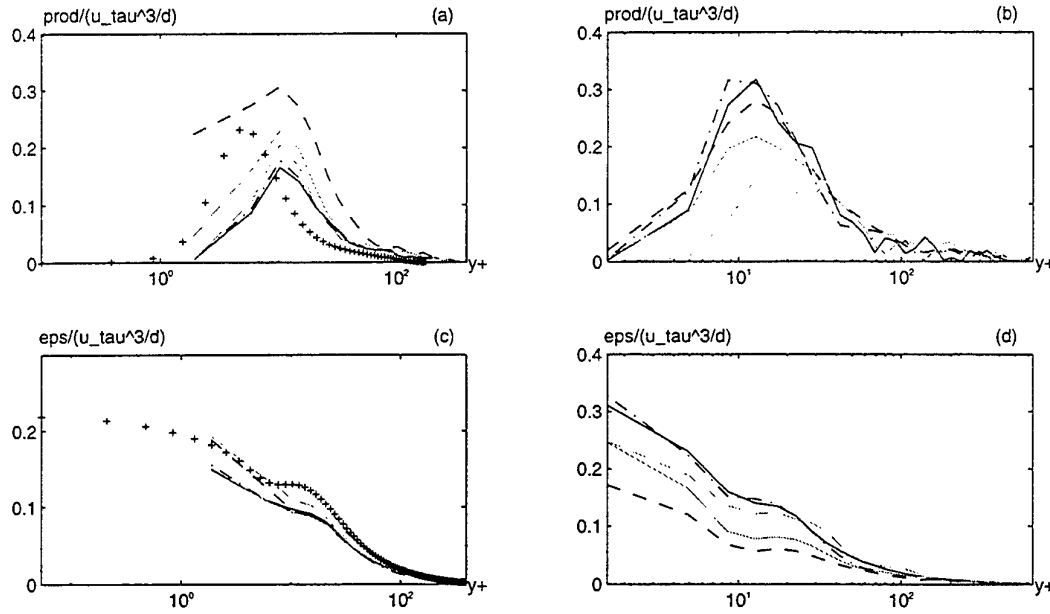 prod/(u_tau^3/d) (a)
0.4
0.3
0.2
0.1
0
10^0 10^2 y+
prod/(u_tau^3/d) (b)
0.4
0.3
0.2
0.1
0
10^1 10^2 y+
eps/(u_tau^3/d) (c)
0.2
0.1
0
10^0 10^2 y+
eps/(u_tau^3/d) (d)
0.4
0.3
0.2
0.1
0
10^1 10^2 y+